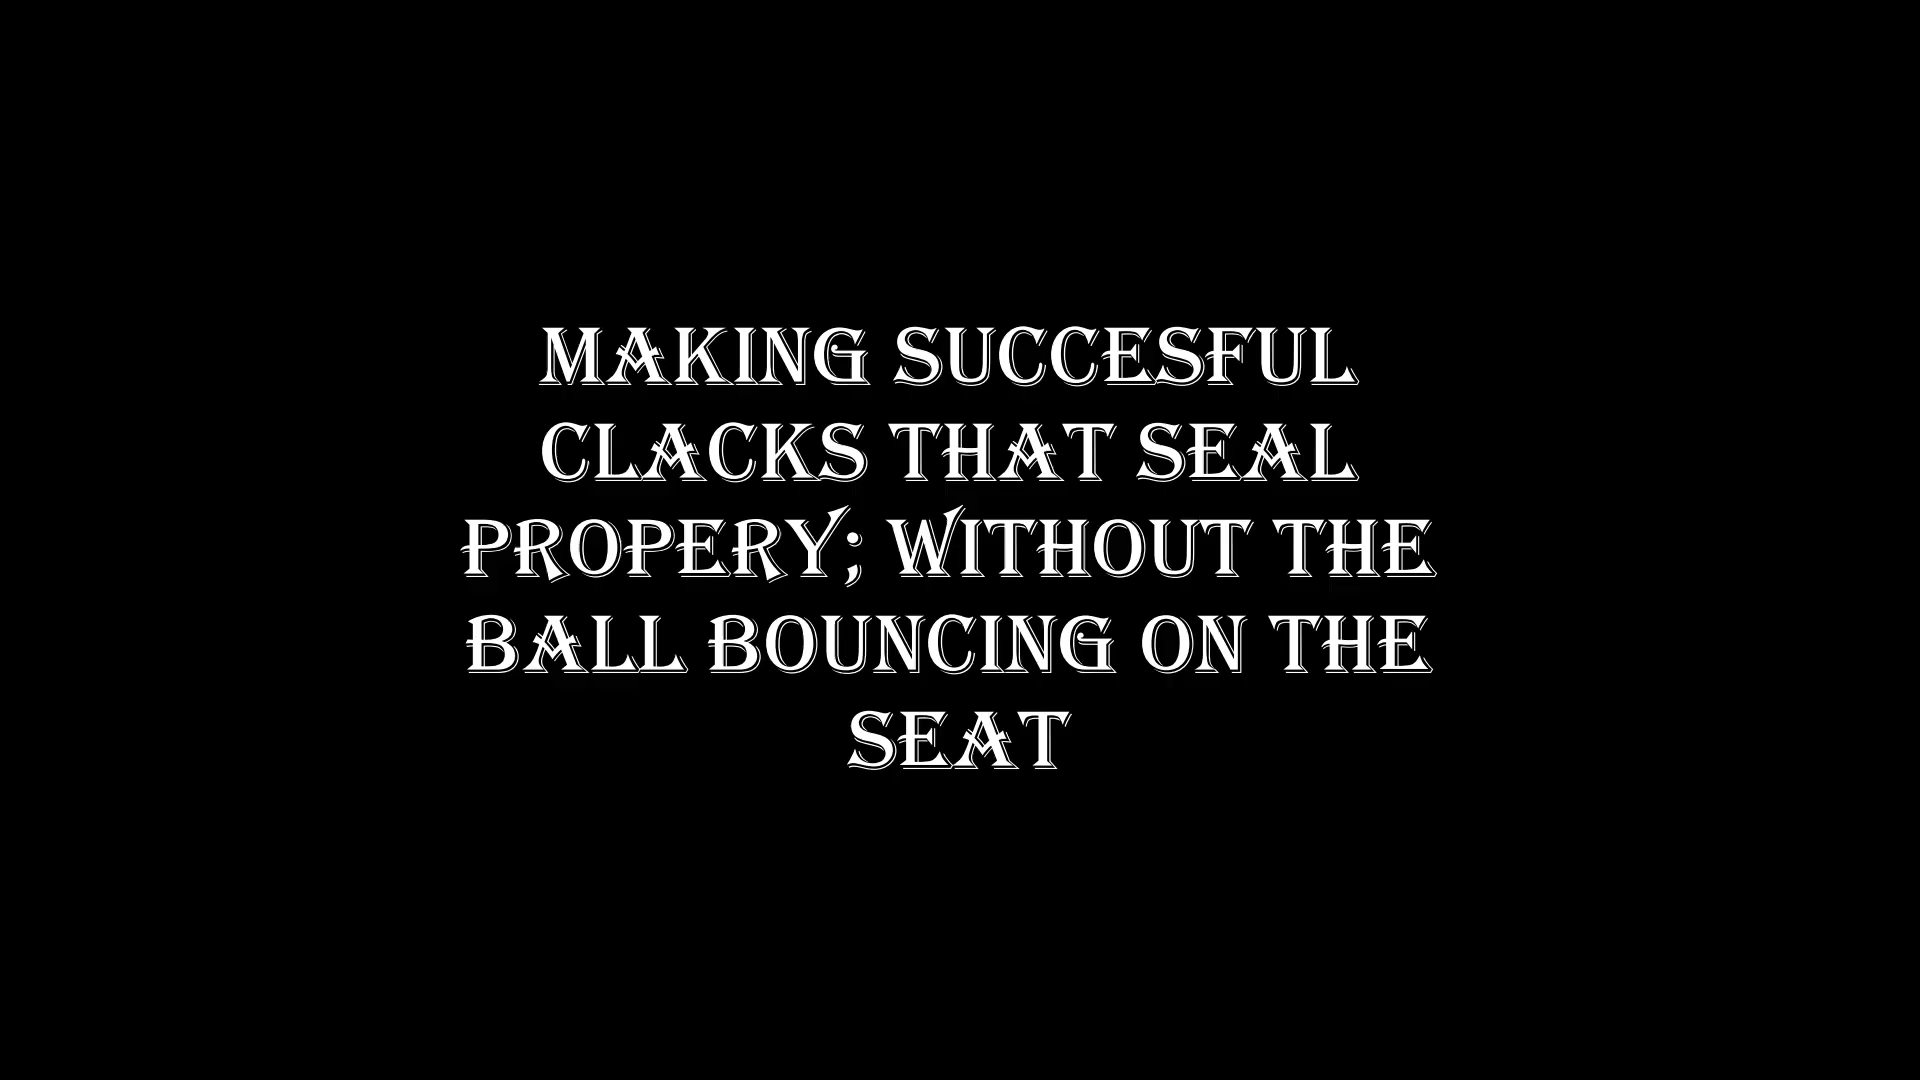 MAKING SUCCESFUL
CLACKS THAT SEAL
PROPERY; WITHOUT THE
BALL BOUNCING ON THE
SEAT